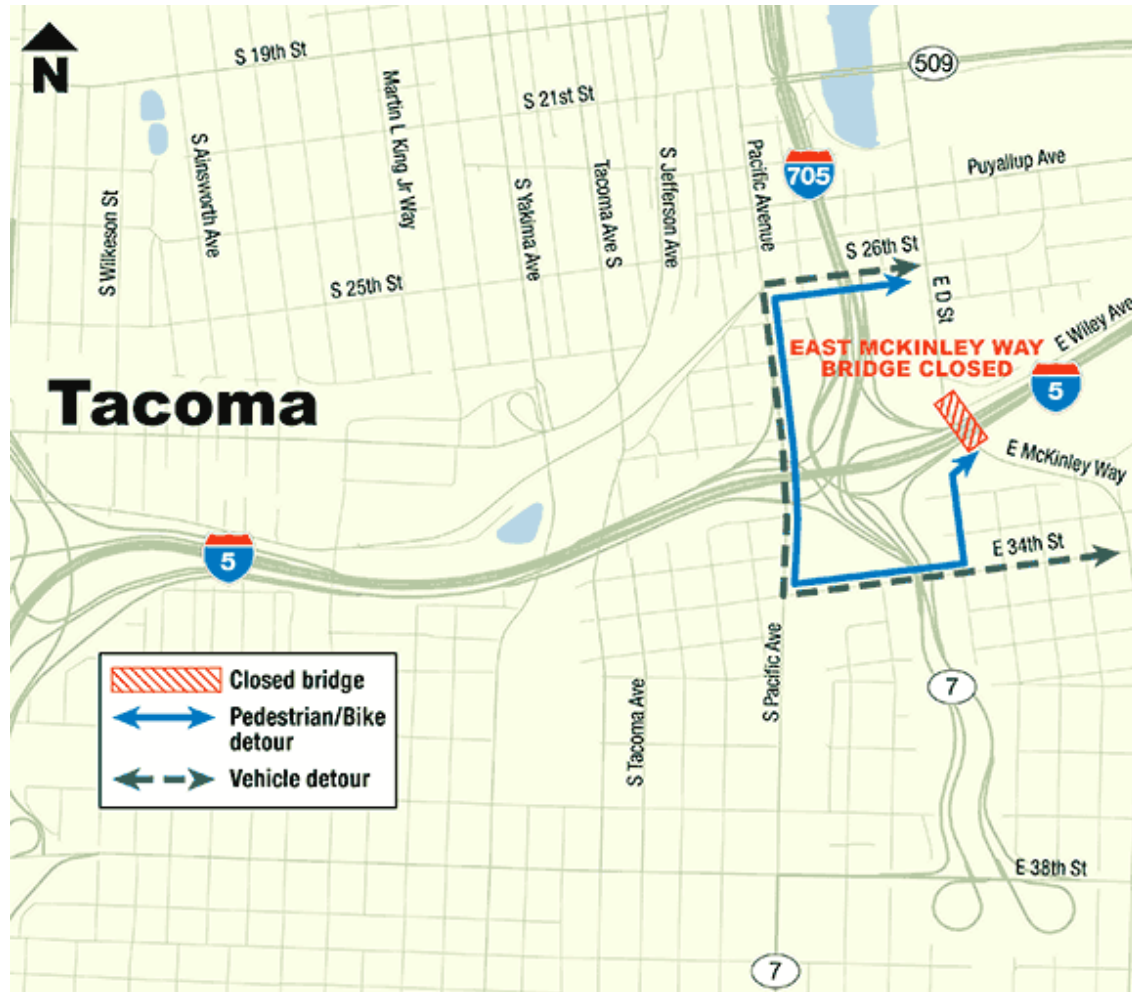 N
S 19th St
509
S 21st St
Martin L King Jr Way
S Ainsworth Ave
S Wilkeson St
S Yakima Ave
Tacoma Ave S
S Jefferson Ave
Pacific Avenue
705
Puyallup Ave
S 26th St
S 25th St
E D St
E Wiley Ave
EAST MCKINLEY WAY
BRIDGE CLOSED
5
Tacoma
E McKinley Way
5
E 34th St
Closed bridge
Pedestrian/Bike
detour
Vehicle detour
S Tacoma Ave
S Pacific Ave
7
E 38th St
7